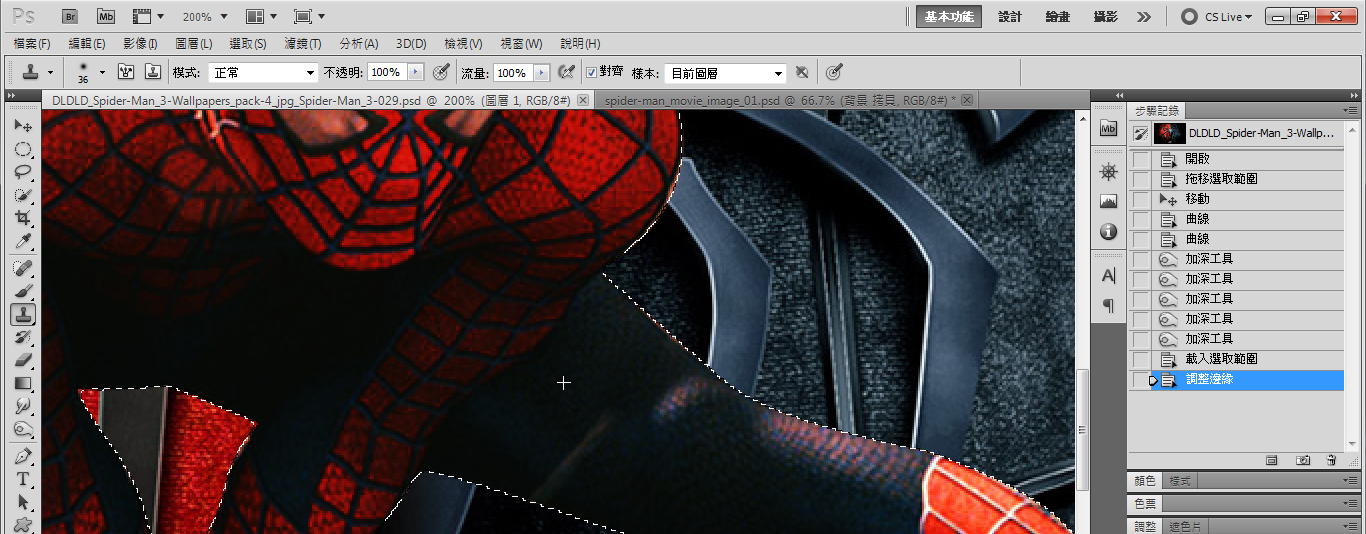 Ps Br Mb 200% 基本功能 設計 繪畫 攝影 CS Live
檔案(F) 編輯(E) 影像(I) 圖層(L) 選取(S) 濾鏡(T) 分析(A) 3D(D) 檢視(V) 視窗(W) 說明(H)
36 模式: 正常 不透明: 100% 流量: 100% 對齊 樣本: 目前圖層
DLDLD_Spider-Man_3-Wallpapers_pack-4_jpg_Spider-Man_3-029.psd @ 200% (圖層 1, RGB/8#) spider-man_movie_image_01.psd @ 66.7% (背景 拷貝, RGB/8#) *
步驟記錄
Mb DLDLD_Spider-Man_3-Wallp...
開啟
拖移選取範圍
移動
曲線
曲線
加深工具
加深工具
加深工具
加深工具
加深工具
載入選取範圍
調整邊緣
顏色 樣式
色票
調整 遮色片